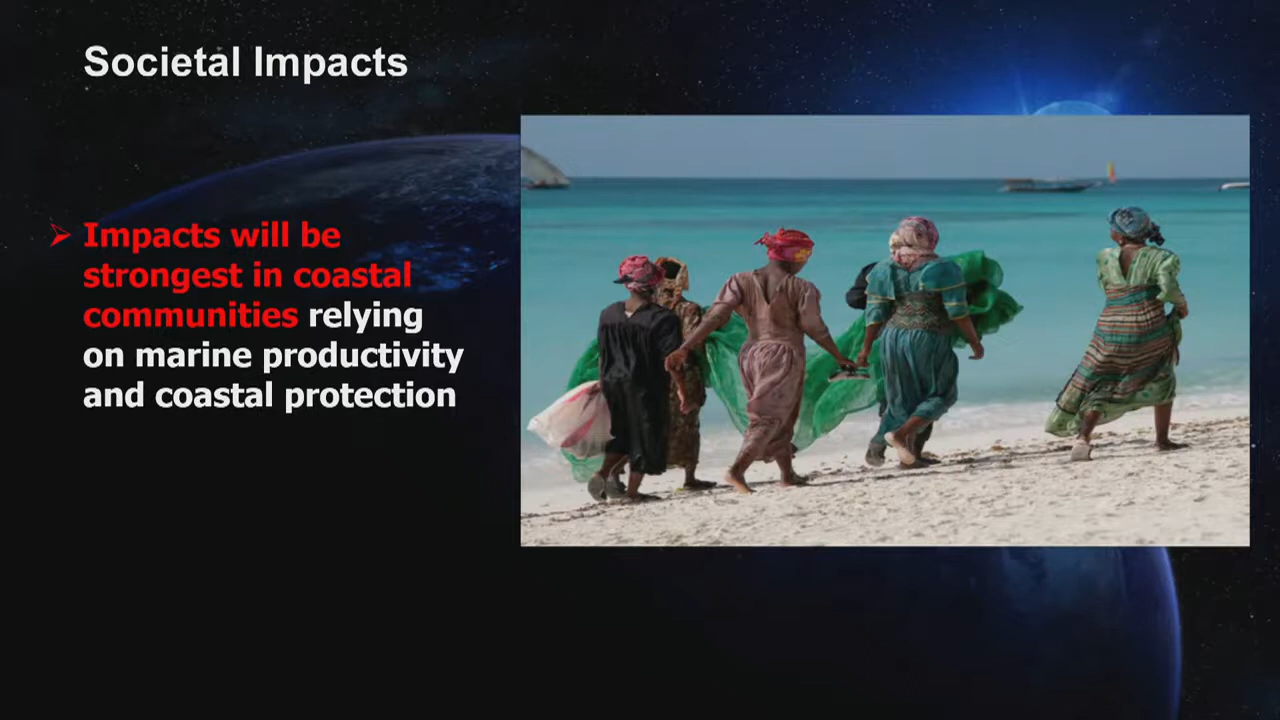 Societal Impacts
Impacts will be
strongest in coastal
communities relying
on marine productivity
and coastal protection